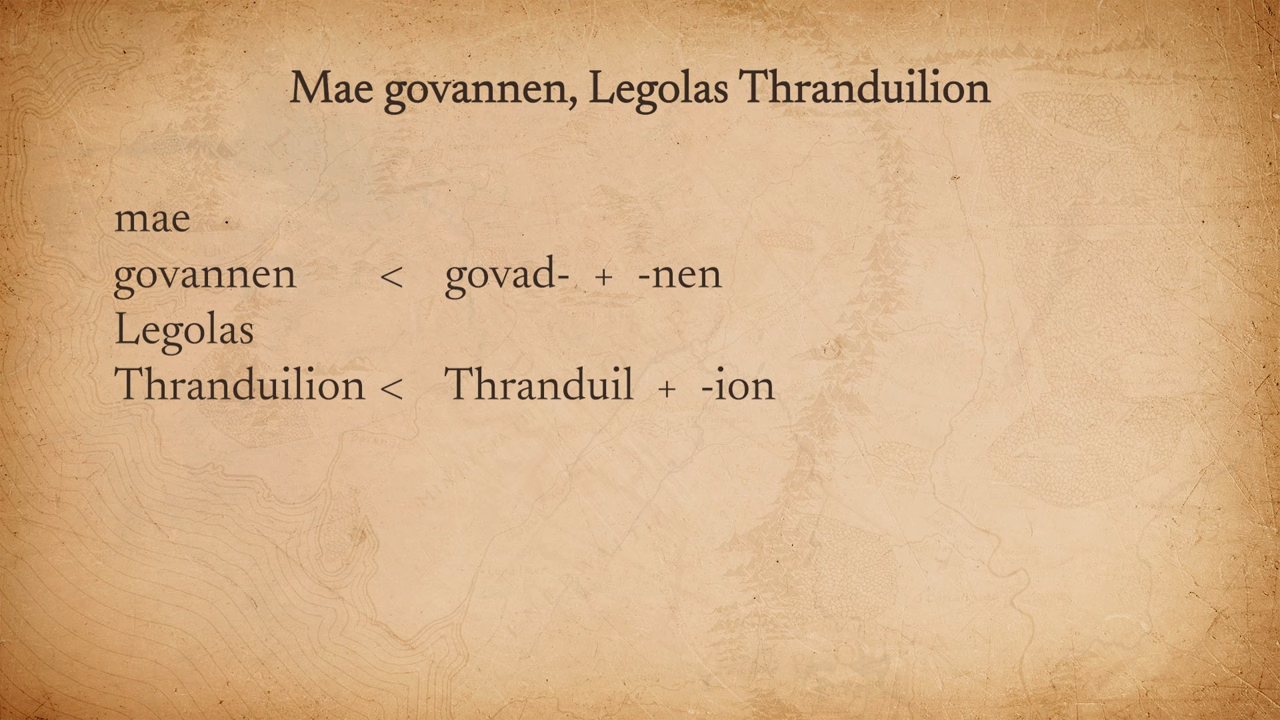 Mae govannen, Legolas Thranduilion
mae
govannen < govad- + -nen
Legolas
Thranduilion < Thranduil + -ion